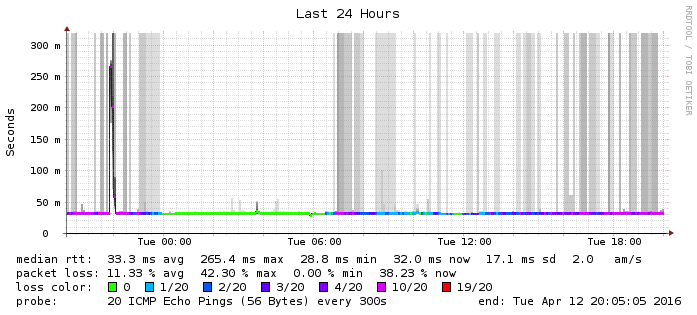 Last 24 Hours
RRDTOOL / TOBI OETIKER
Seconds
300 m
250 m
200 m
150 m
100 m
50 m
0
Tue 00:00 Tue 06:00 Tue 12:00 Tue 18:00
median rtt: 33.3 ms avg 265.4 ms max 28.8 ms min 32.0 ms now 17.1 ms sd 2.0 am/s
packet loss: 11.33 % avg 42.30 % max 0.00 % min 38.23 % now
loss color: 0 1/20 2/20 3/20 4/20 10/20 19/20
probe: 20 ICMP Echo Pings (56 Bytes) every 300s end: Tue Apr 12 20:05:05 2016